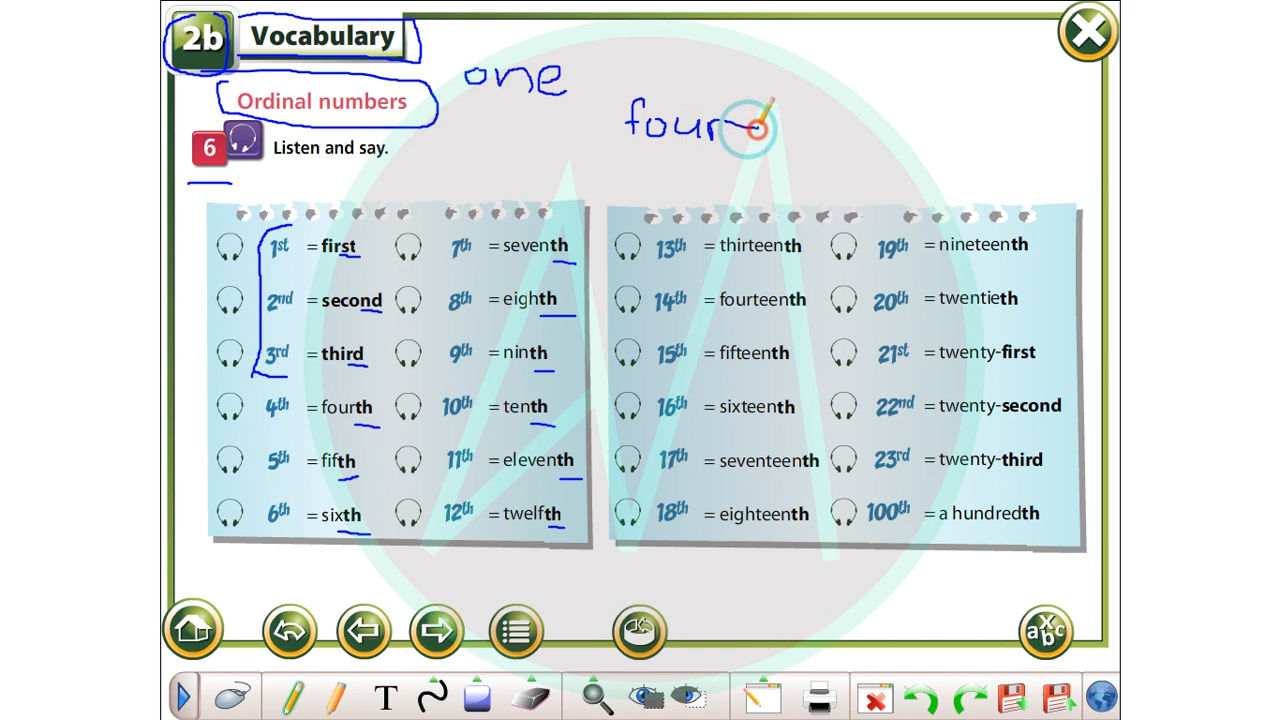 2b Vocabulary
one
Ordinal numbers
four
6 Listen and say.
1st = first
2nd = second
3rd = third
4th = fourth
5th = fifth
6th = sixth
7th = seventh
8th = eighth
9th = ninth
10th = tenth
11th = eleventh
12th = twelfth
13th = thirteenth
14th = fourteenth
15th = fifteenth
16th = sixteenth
17th = seventeenth
18th = eighteenth
19th = nineteenth
20th = twentieth
21st = twenty-first
22nd = twenty-second
23rd = twenty-third
100th = a hundredth
a x b c
T